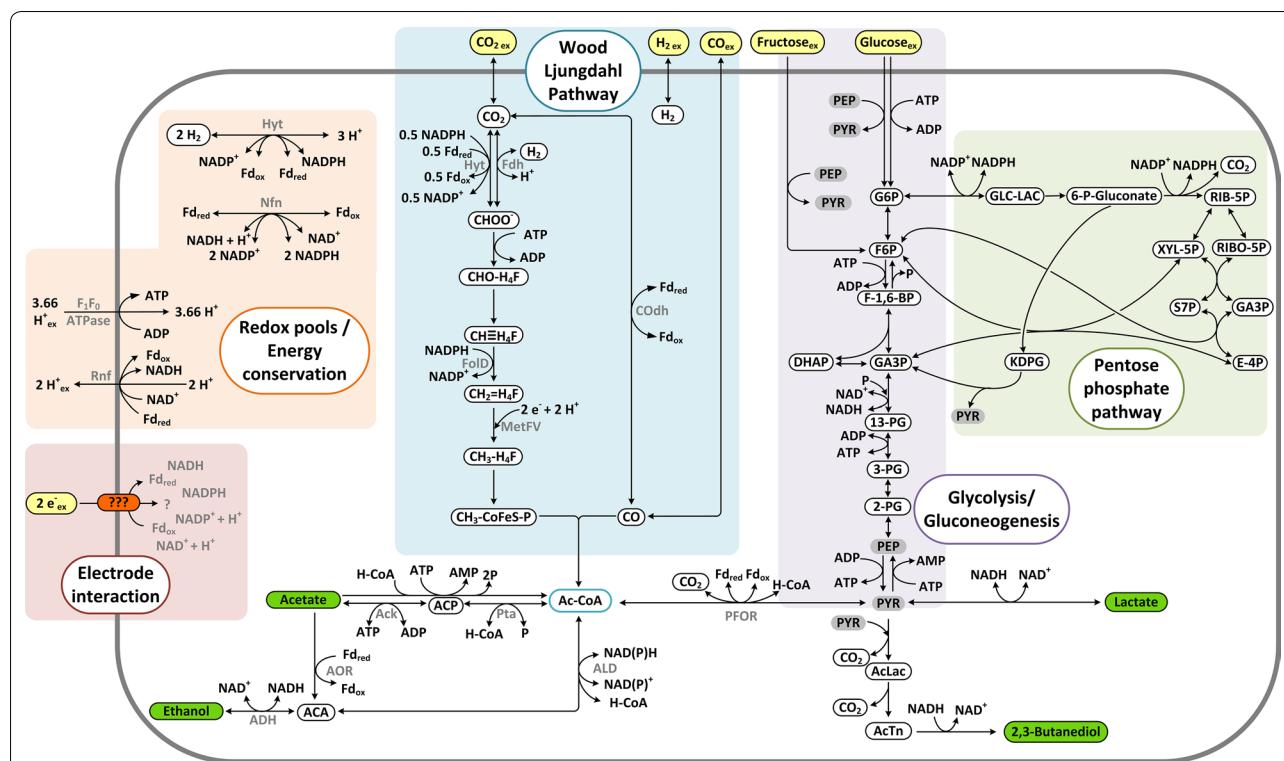 CO₂ ex
Wood
Ljungdahl
Pathway
H₂ ex
COex
Fructoseex
Glucoseex
CO₂
H₂
0.5 NADPH
0.5 Fdred
Hyt
0.5 Fdox
0.5 NADP⁺
Fdh
H₂
H⁺
CHOO⁻
ATP
ADP
CHO-H₄F
CH≡H₄F
NADPH
FolD
NADP⁺
CH₂=H₄F
2 e⁻ + 2 H⁺
MetFV
CH₃-H₄F
CH₃-CoFeS-P
CO
Fdred
COdh
Fdox
2 H₂
Hyt
3 H⁺
NADP⁺
Fdox
Fdred
NADPH
Nfn
Fdred
Fdox
NADH + H⁺
2 NADP⁺
NAD⁺
2 NADPH
3.66
H⁺ex
F₁F₀
ATPase
ATP
3.66 H⁺
ADP
Fdox
NADH
2 H⁺ex
Rnf
2 H⁺
NAD⁺
Fdred
Redox pools /
Energy
conservation
NADH
Fdred
NADPH
2 e⁻ex
???
?
NADP⁺ + H⁺
Fdox
NAD⁺ + H⁺
Electrode
interaction
PEP
PYR
ATP
ADP
PEP
PYR
G6P
F6P
ATP
ADP
P
F-1,6-BP
DHAP
GA3P
P
NAD⁺
NADH
13-PG
ADP
ATP
3-PG
2-PG
PEP
ADP
ATP
AMP
ATP
PYR
Glycolysis/
Gluconeogenesis
NADP⁺
NADPH
GLC-LAC
6-P-Gluconate
NADP⁺
NADPH
CO₂
RIB-5P
XYL-5P
RIBO-5P
S7P
GA3P
E-4P
KDPG
PYR
Pentose
phosphate
pathway
Acetate
H-CoA
ATP
AMP
2P
ACP
Ack
ATP
ADP
Pta
H-CoA
P
Ac-CoA
CO₂
Fdred
Fdox
H-CoA
PFOR
NADH
NAD⁺
Lactate
PYR
CO₂
AcLac
CO₂
AcTn
NADH
NAD⁺
2,3-Butanediol
Fdred
AOR
Fdox
NAD(P)H
ALD
NAD(P)⁺
H-CoA
Ethanol
NAD⁺
NADH
ADH
ACA